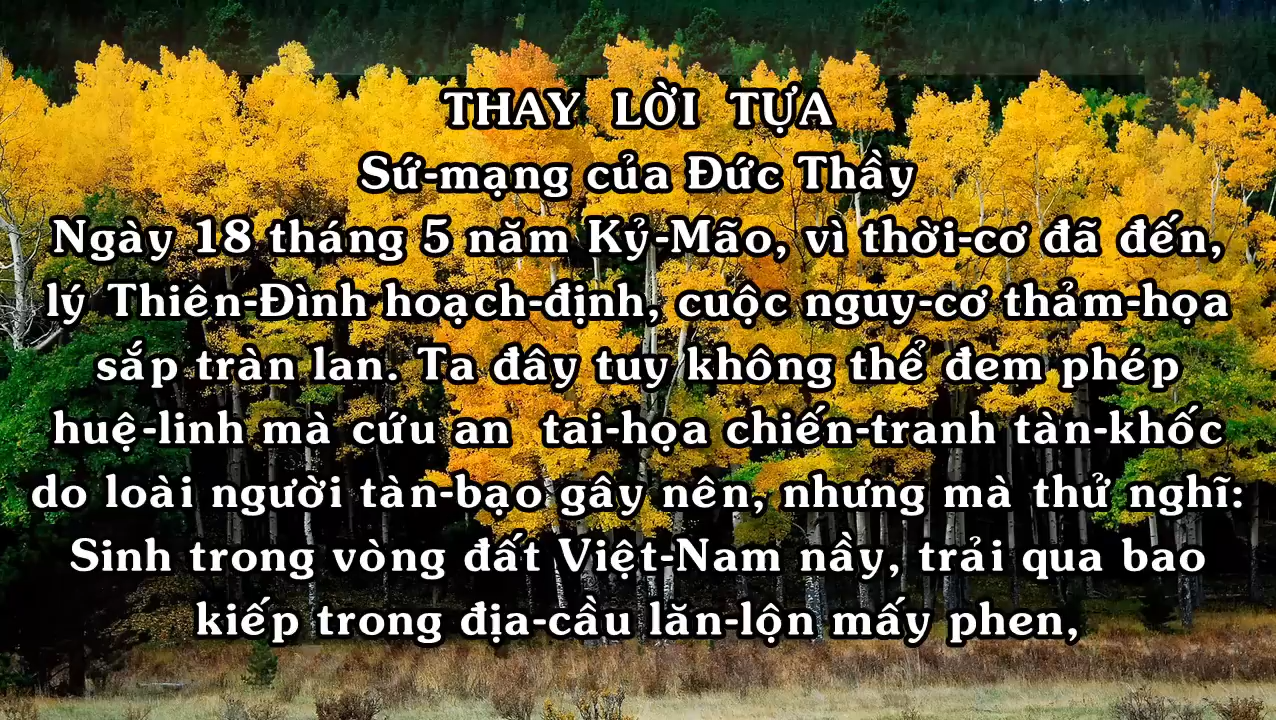 THAY LỜI TỰA
Sứ-mạng của Đức Thầy
Ngày 18 tháng 5 năm Kỷ-Mão, vì thời-cơ đã đến,
lý Thiên-Đình hoạch-định, cuộc nguy-cơ thảm-họa
sắp tràn lan. Ta đây tuy không thể đem phép
huệ-linh mà cứu an tai-họa chiến-tranh tàn-khốc
do loài người tàn-bạo gây nên, nhưng mà thử nghĩ:
Sinh trong vòng đất Việt-Nam nầy, trải qua bao
kiếp trong địa-cầu lăn-lộn mấy phen,